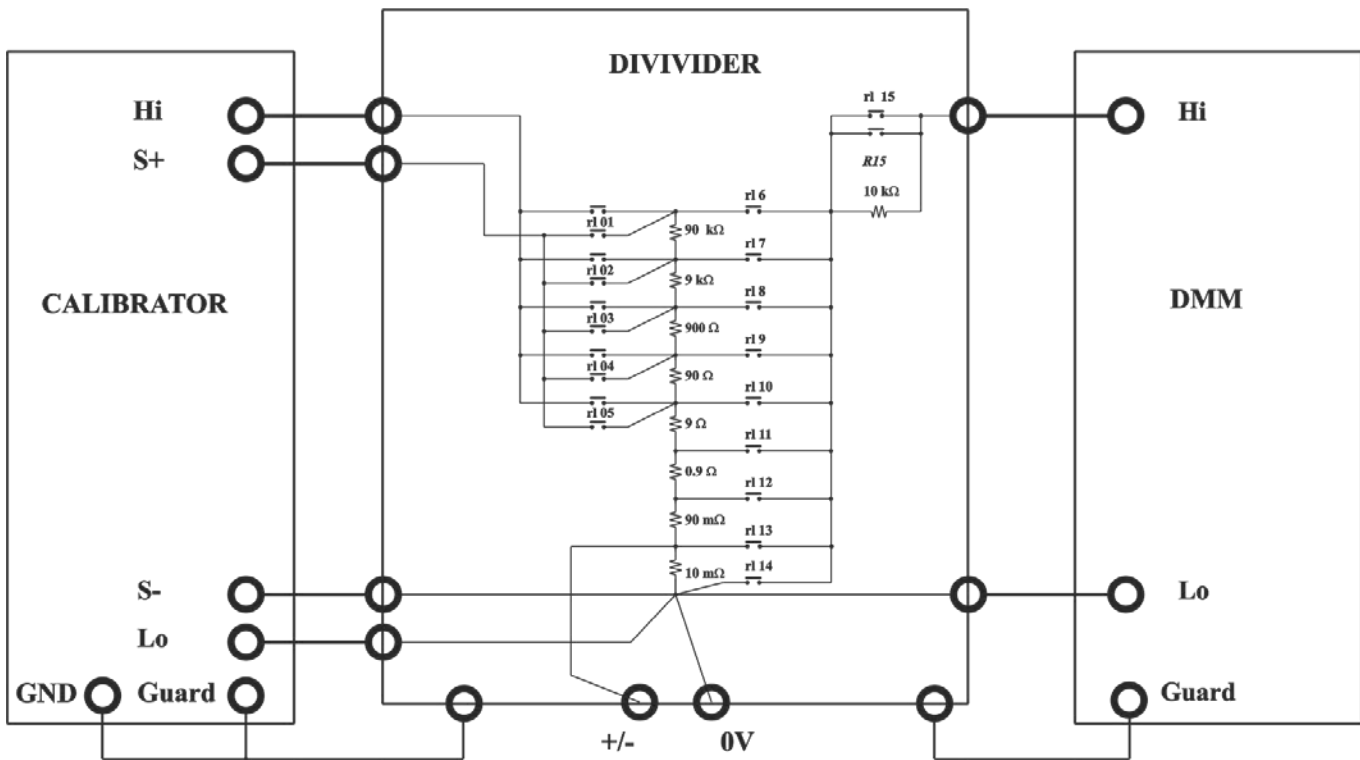 DIVIVIDER
CALIBRATOR
DMM
Hi
S+
S-
Lo
GND
Guard
rl 01
rl 02
rl 03
rl 04
rl 05
90 kΩ
9 kΩ
900 Ω
90 Ω
9 Ω
0.9 Ω
90 mΩ
10 mΩ
rl 6
rl 7
rl 8
rl 9
rl 10
rl 11
rl 12
rl 13
rl 14
rl 15
R15
10 kΩ
+/-
0V
Hi
Lo
Guard